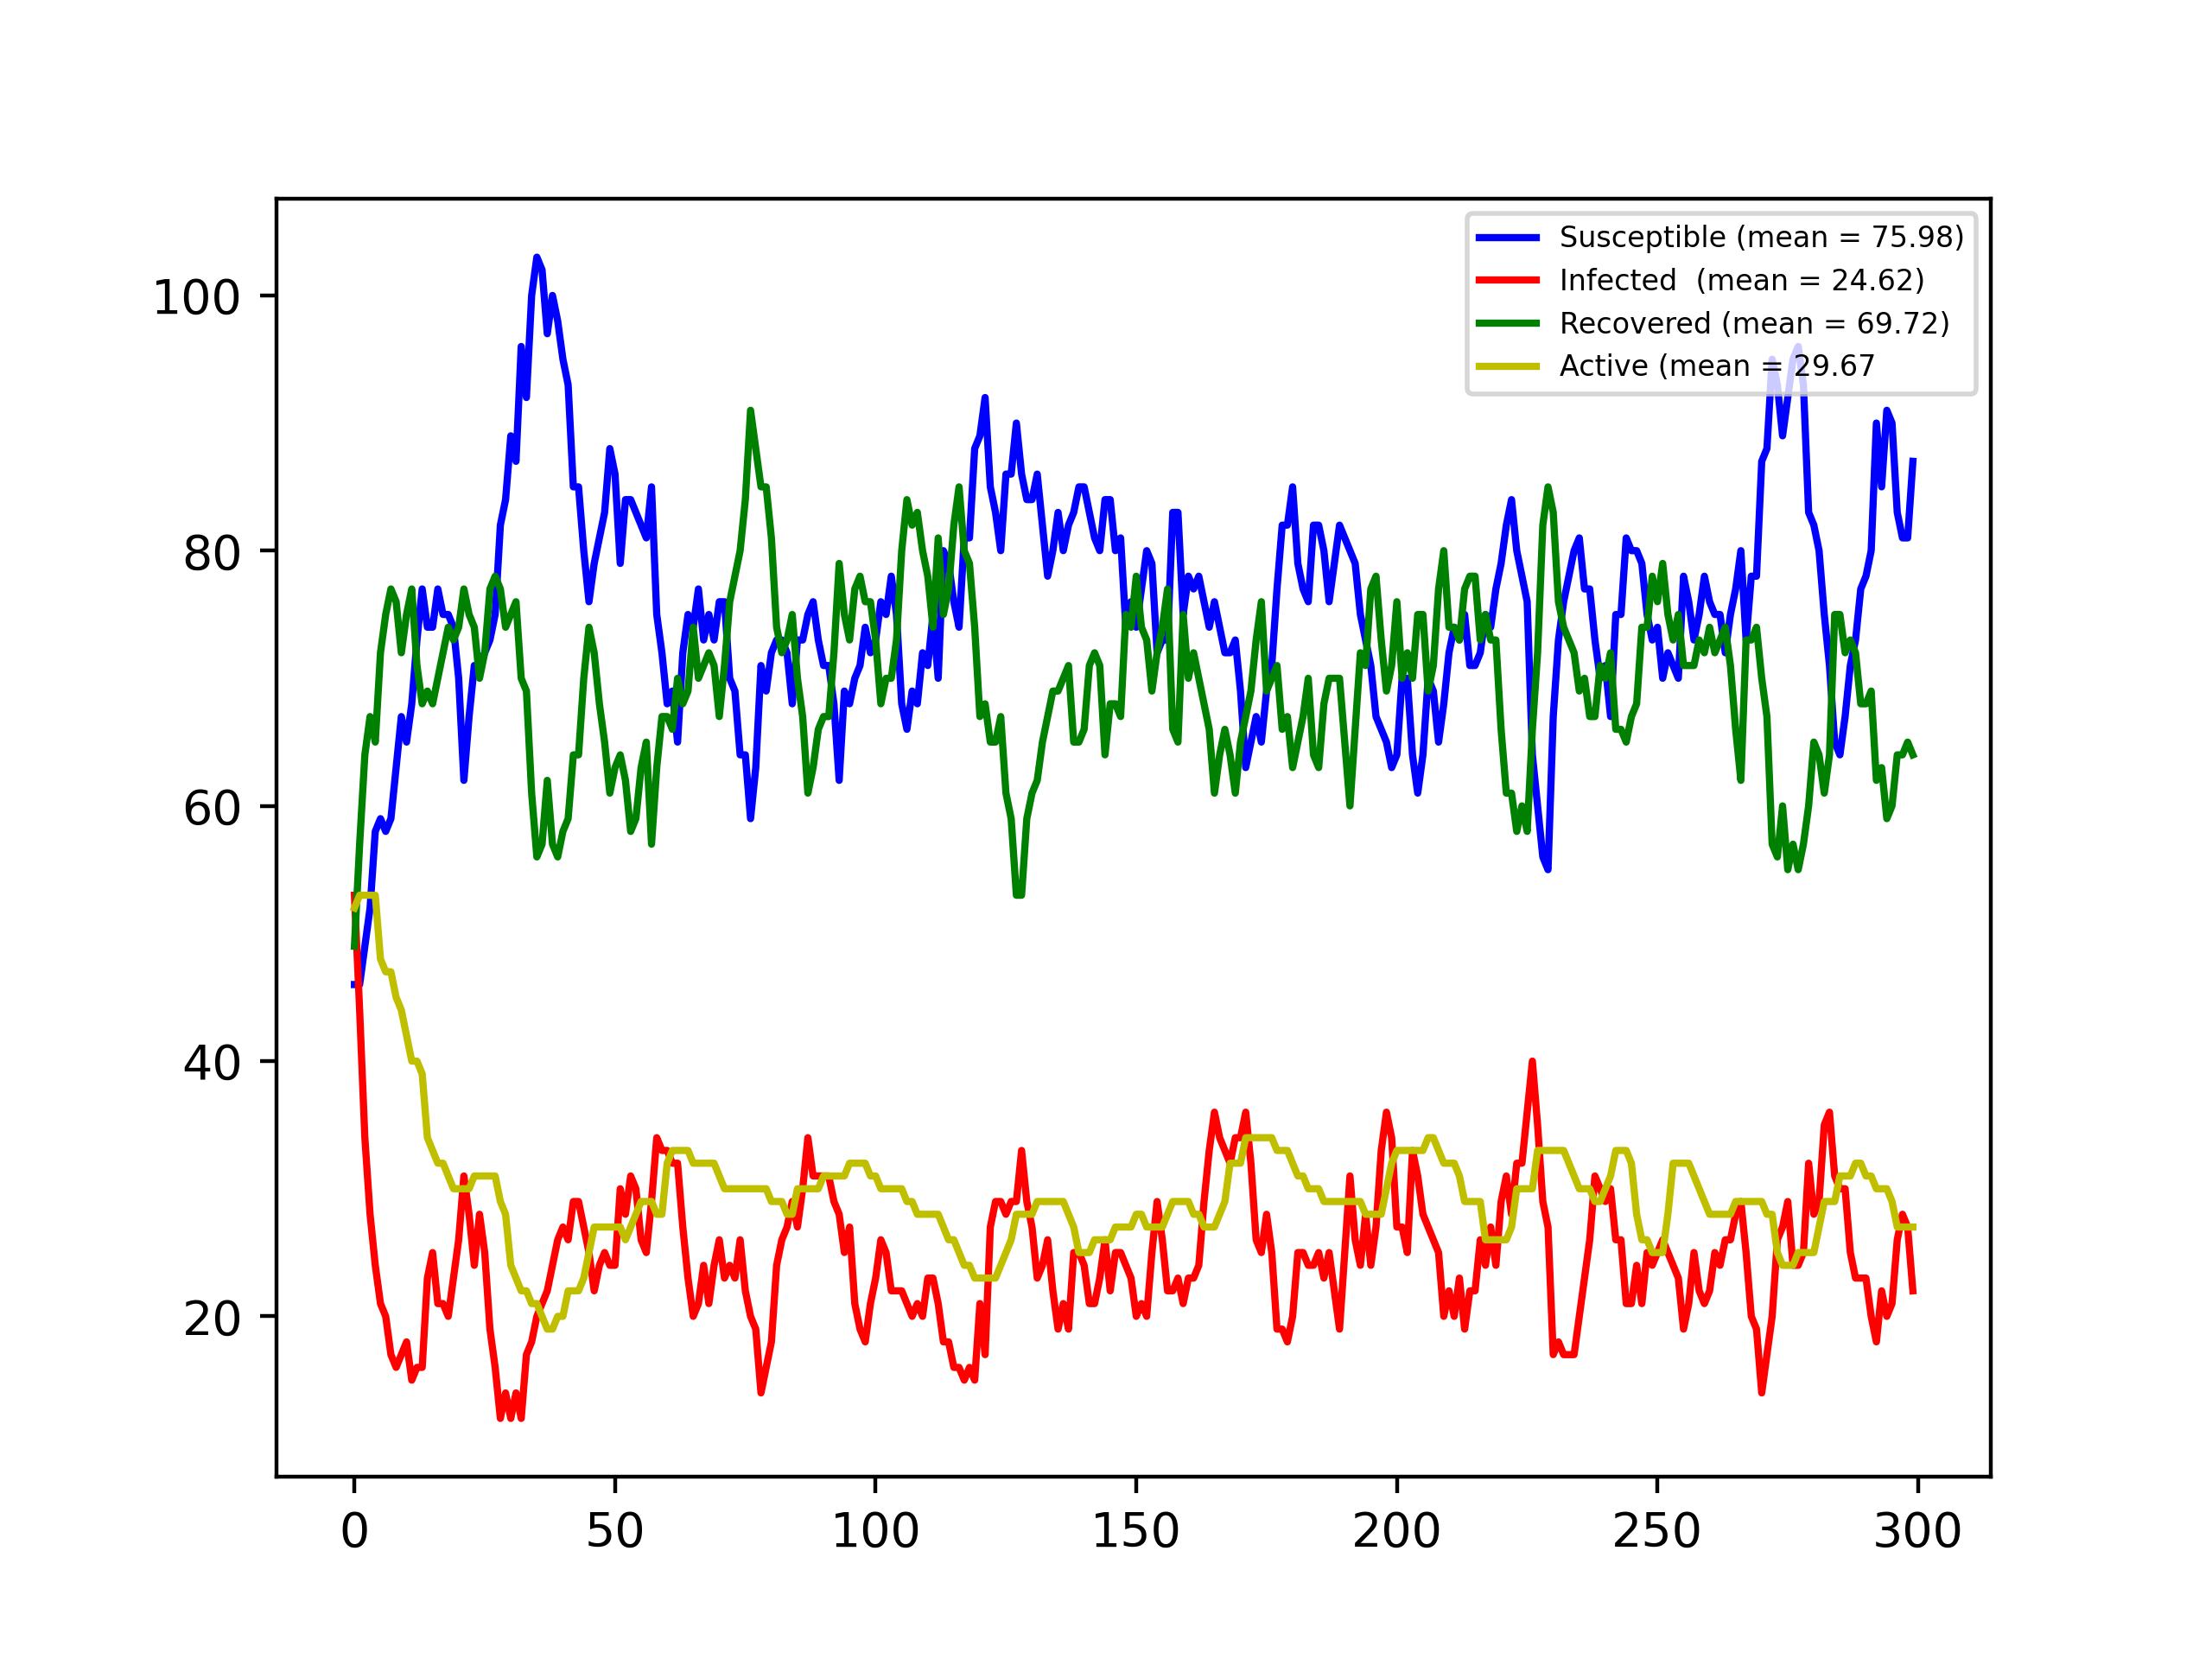 Susceptible (mean = 75.98)
Infected  (mean = 24.62)
Recovered (mean = 69.72)
Active (mean = 29.67
100
80
60
40
20
0 50 100 150 200 250 300